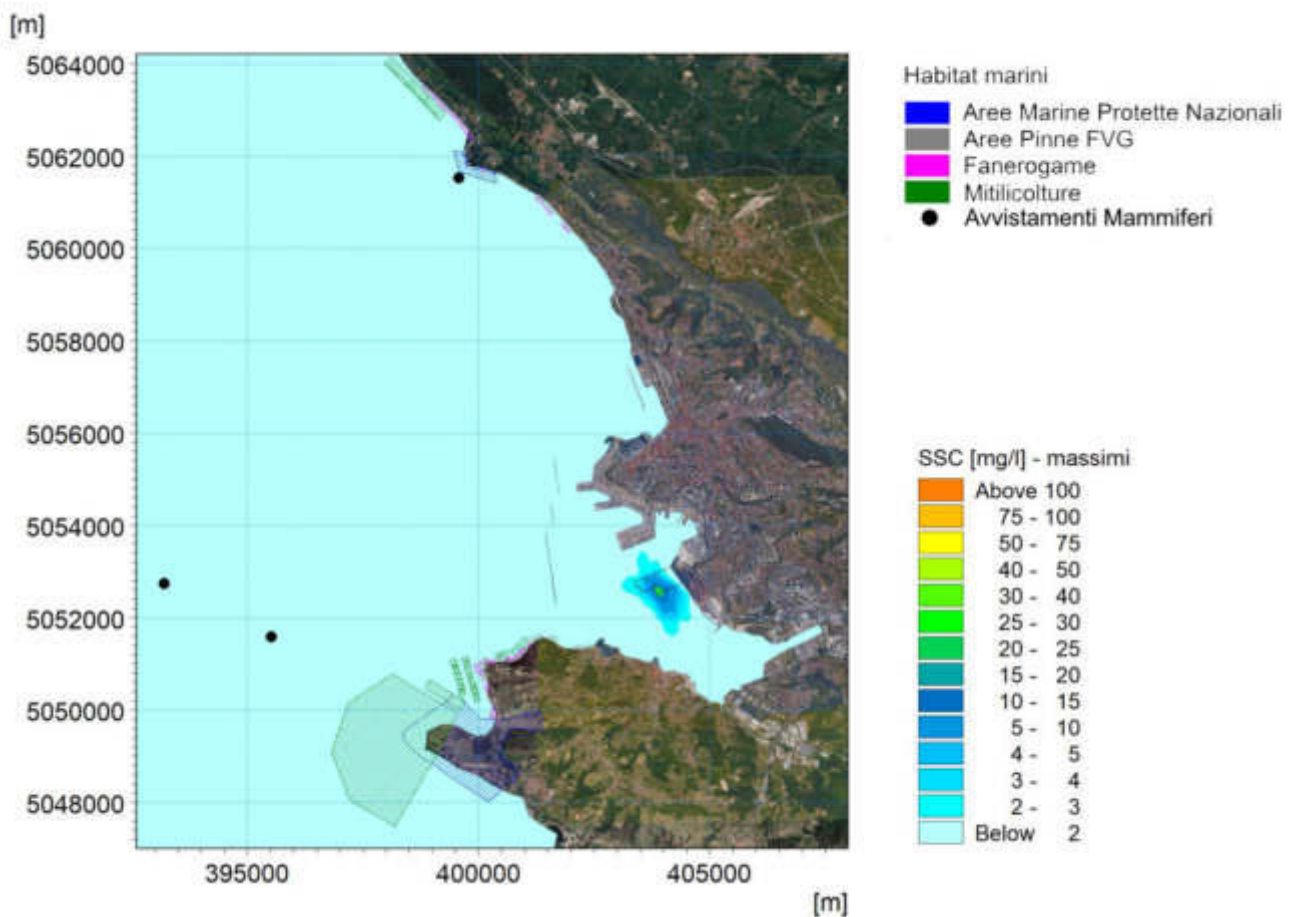 [m]
5064000
5062000
5060000
5058000
5056000
5054000
5052000
5050000
5048000
395000
400000
405000
[m]
Habitat marini
Aree Marine Protette Nazionali
Aree Pinne FVG
Fanerogame
Mitilicolture
Avvistamenti Mammiferi
SSC [mg/l] - massimi
Above 100
75 - 100
50 - 75
40 - 50
30 - 40
25 - 30
20 - 25
15 - 20
10 - 15
5 - 10
4 - 5
3 - 4
2 - 3
Below 2